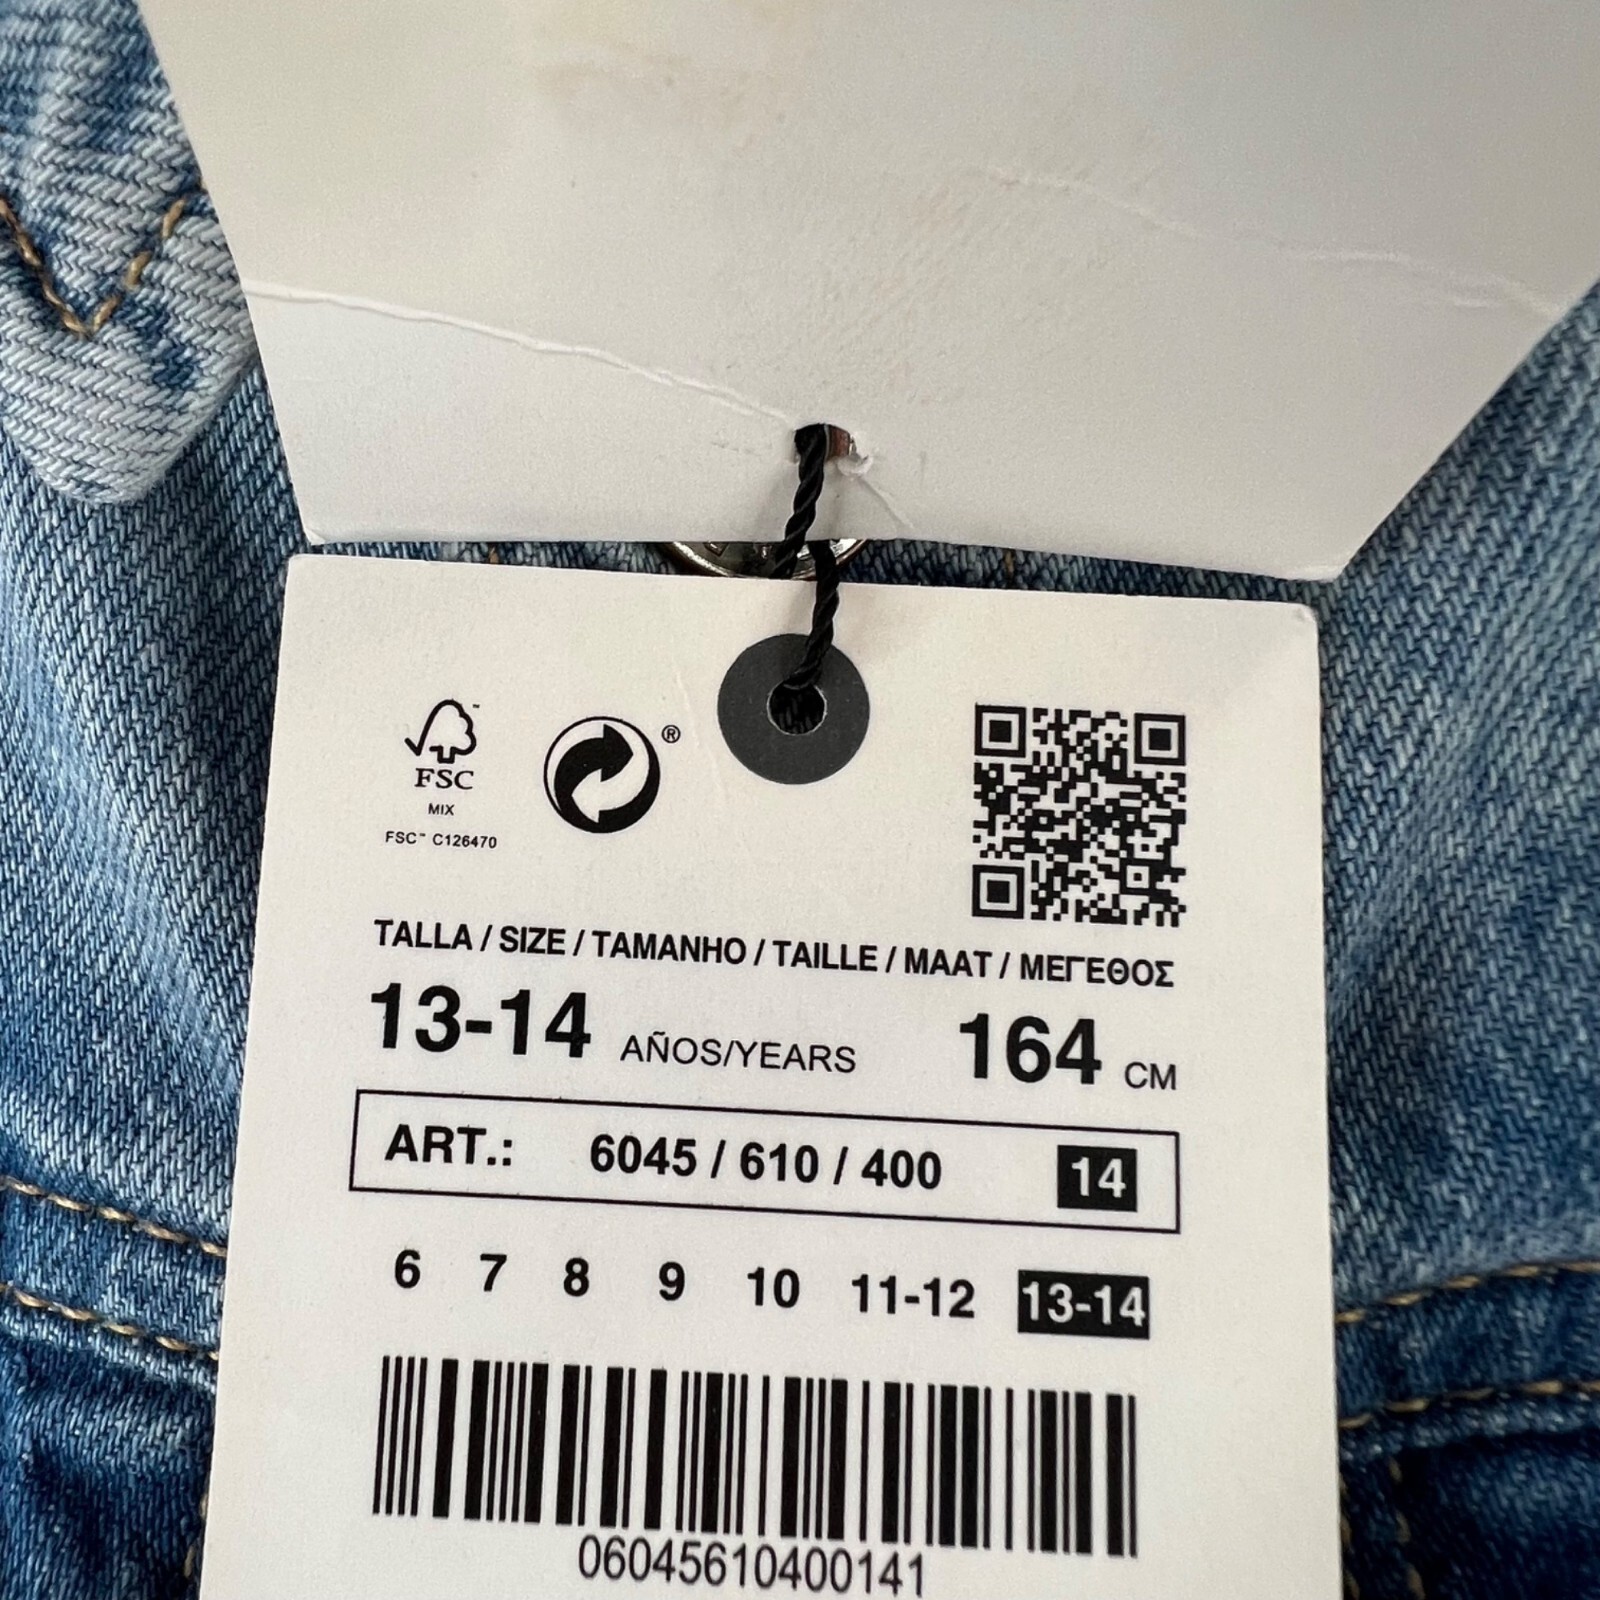 FSC™
MIX
FSC™ C126470
®
TALLA / SIZE / TAMANHO / TAILLE / MAAT / ΜΕΓΕΘΟΣ
13-14 AÑOS/YEARS 164 CM
ART.: 6045 / 610 / 400 14
6 7 8 9 10 11-12 13-14
06045610400141